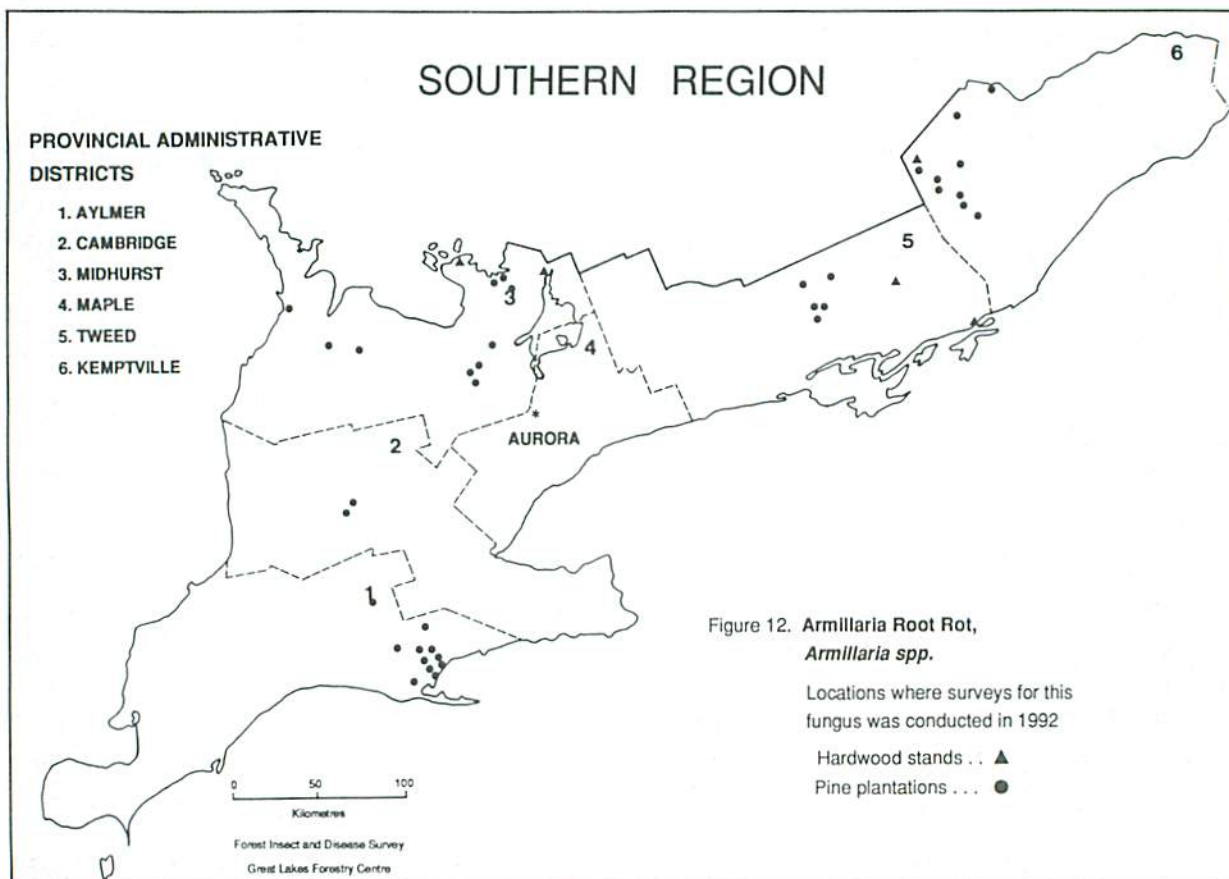 SOUTHERN REGION
PROVINCIAL ADMINISTRATIVE
DISTRICTS
1. AYLMER
2. CAMBRIDGE
3. MIDHURST
4. MAPLE
5. TWEED
6. KEMPTVILLE
6
5
3
4
AURORA
2
1
Figure 12. Armillaria Root Rot,
Armillaria spp.
Locations where surveys for this
fungus was conducted in 1992
Hardwood stands . .
Pine plantations . . .
0 50 100
Kilometres
Forest Insect and Disease Survey
Great Lakes Forestry Centre